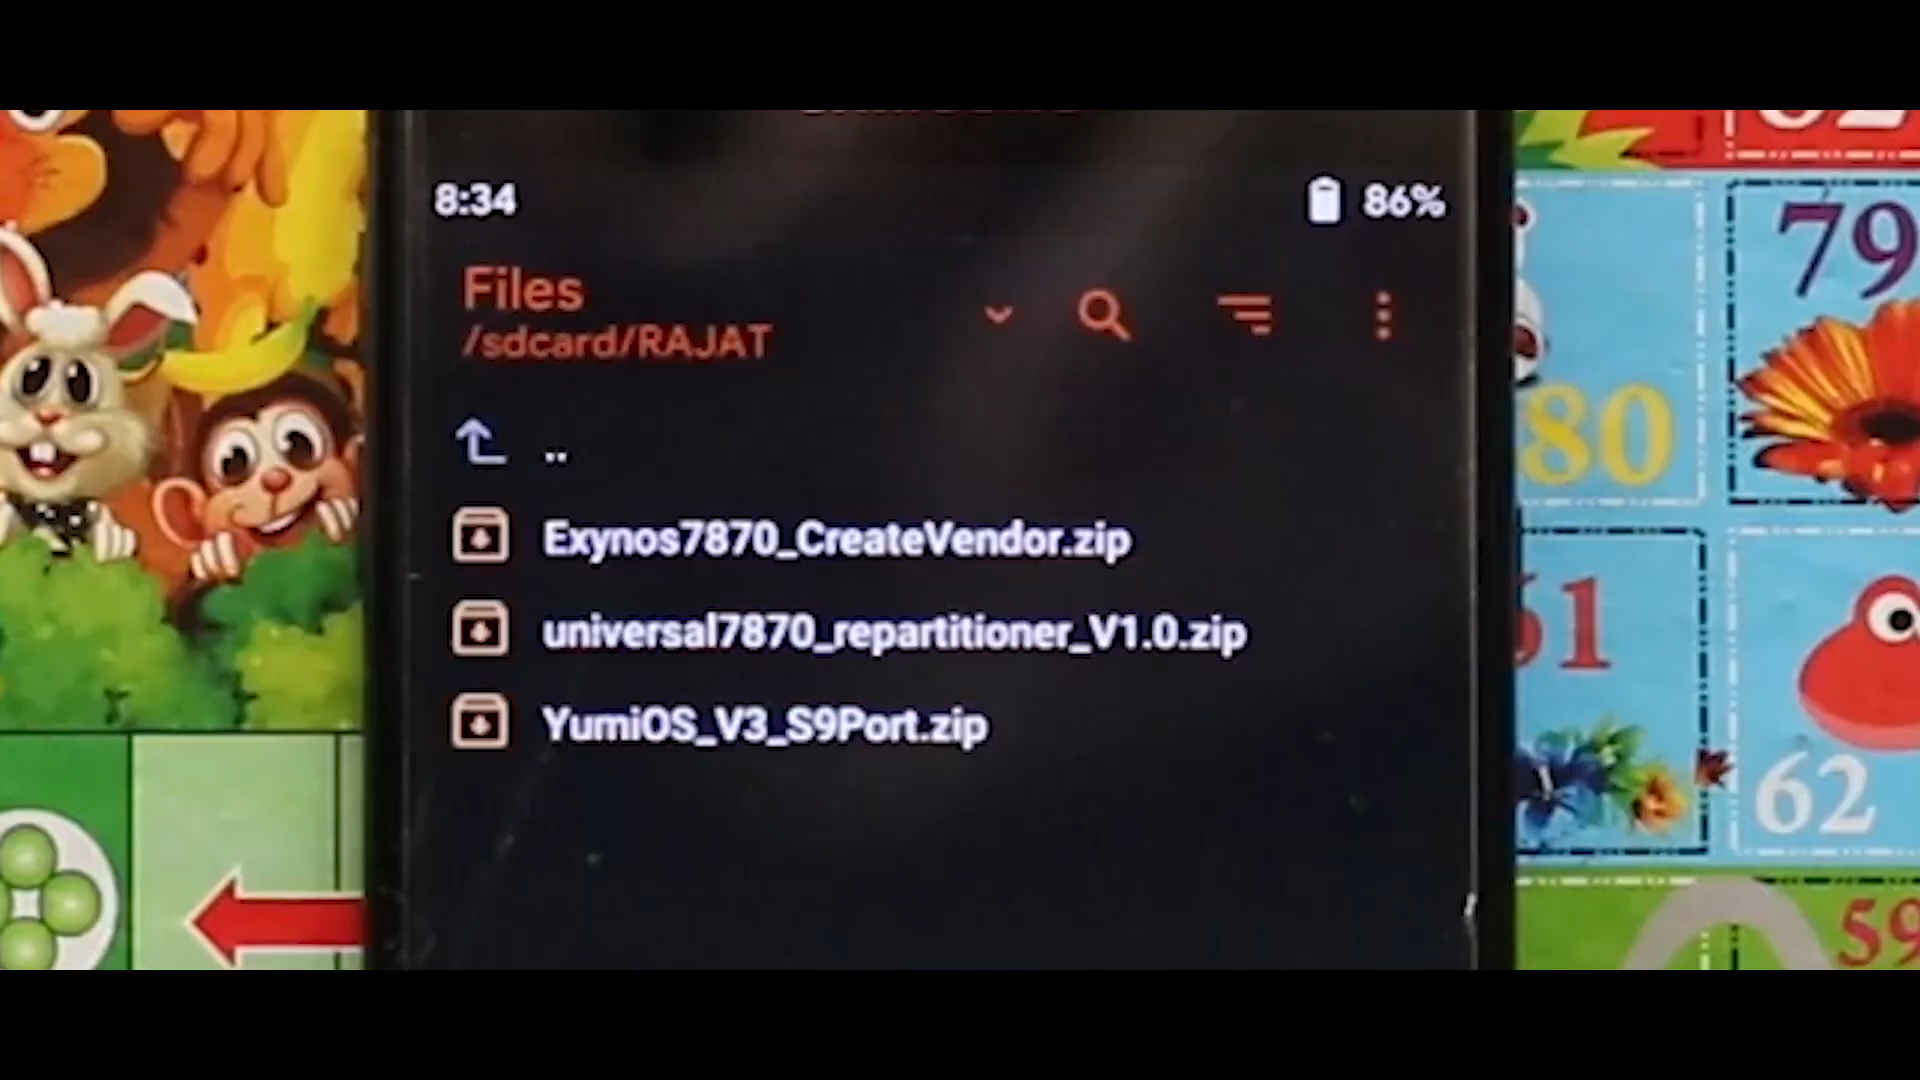 8:34
86%
Files
/sdcard/RAJAT
..
Exynos7870_CreateVendor.zip
universal7870_repartitioner_V1.0.zip
YumiOS_V3_S9Port.zip
79
80
61
62
59